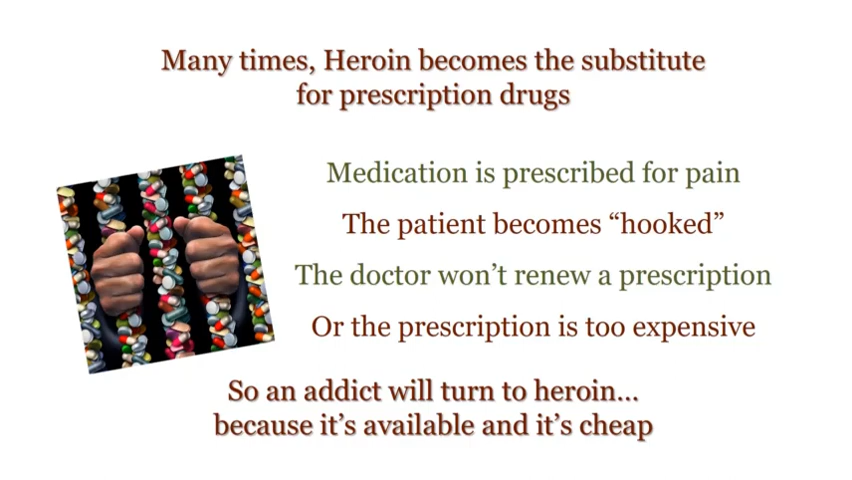 Many times, Heroin becomes the substitute
for prescription drugs
Medication is prescribed for pain
The patient becomes “hooked”
The doctor won’t renew a prescription
Or the prescription is too expensive
So an addict will turn to heroin…
because it’s available and it’s cheap